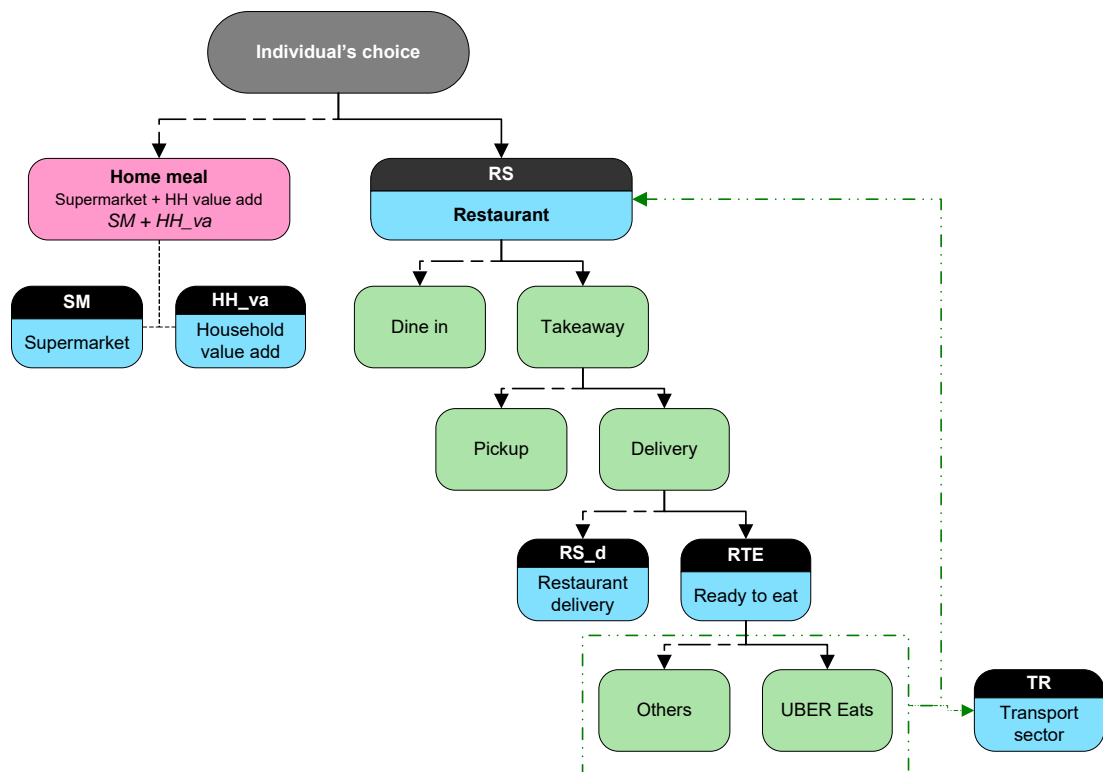 Individual's choice
Home meal
Supermarket + HH value add
SM + HH_va
RS
Restaurant
SM
Supermarket
HH_va
Household
value add
Dine in
Takeaway
Pickup
Delivery
RS_d
Restaurant
delivery
RTE
Ready to eat
Others
UBER Eats
TR
Transport
sector